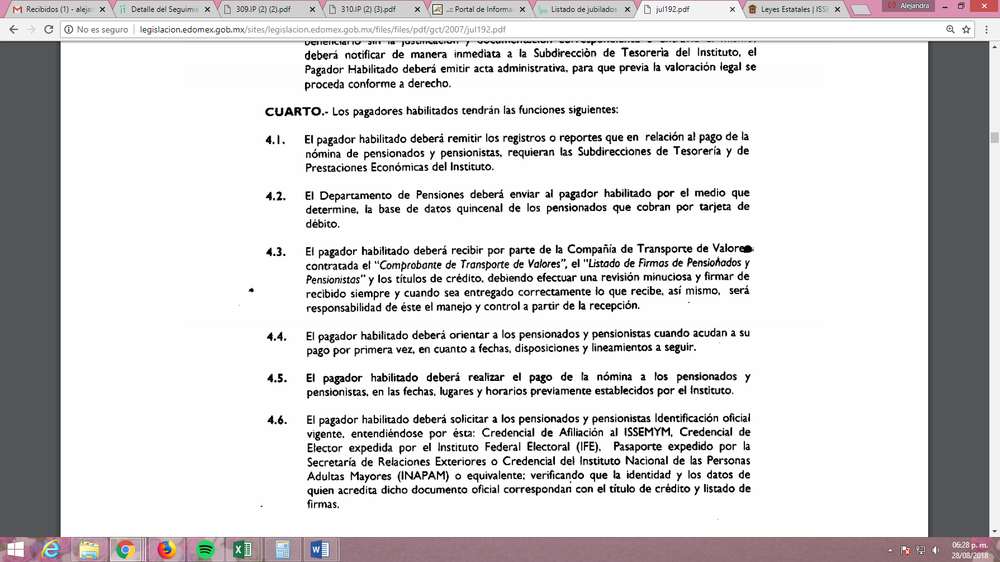 Recibidos (1) - alejan
Detalle del Seguimie
309.IP (2) (2).pdf
310.IP (2) (3).pdf
..:: Portal de Informac
Listado de jubilados
jul192.pdf
Leyes Estatales | ISSE
Alejandra
No es seguro
legislacion.edomex.gob.mx/sites/legislacion.edomex.gob.mx/files/files/pdf/gct/2007/jul192.pdf
beneficiario sin la justificación y documentación correspondiente o extravíe el mismo,
deberá notificar de manera inmediata a la Subdirección de Tesorería del Instituto, el
Pagador Habilitado deberá emitir acta administrativa, para que previa la valoración legal se
proceda conforme a derecho.
CUARTO.- Los pagadores habilitados tendrán las funciones siguientes:
4.1. El pagador habilitado deberá remitir los registros o reportes que en relación al pago de la
nómina de pensionados y pensionistas, requieran las Subdirecciones de Tesorería y de
Prestaciones Económicas del Instituto.
4.2. El Departamento de Pensiones deberá enviar al pagador habilitado por el medio que
determine, la base de datos quincenal de los pensionados que cobran por tarjeta de
débito.
4.3. El pagador habilitado deberá recibir por parte de la Compañía de Transporte de Valores
contratada el "Comprobante de Transporte de Valores", el "Listado de Firmas de Pensionados y
Pensionistas" y los títulos de crédito, debiendo efectuar una revisión minuciosa y firmar de
recibido siempre y cuando sea entregado correctamente lo que recibe, así mismo, será
responsabilidad de éste el manejo y control a partir de la recepción.
4.4. El pagador habilitado deberá orientar a los pensionados y pensionistas cuando acudan a su
pago por primera vez, en cuanto a fechas, disposiciones y lineamientos a seguir.
4.5. El pagador habilitado deberá realizar el pago de la nómina a los pensionados y
pensionistas, en las fechas, lugares y horarios previamente establecidos por el Instituto.
4.6. El pagador habilitado deberá solicitar a los pensionados y pensionistas Identificación oficial
vigente, entendiéndose por ésta: Credencial de Afiliación al ISSEMYM, Credencial de
Elector expedida por el Instituto Federal Electoral (IFE), Pasaporte expedido por la
Secretaría de Relaciones Exteriores o Credencial del Instituto Nacional de las Personas
Adultas Mayores (INAPAM) o equivalente; verificando que la identidad y los datos de
quien acredita dicho documento oficial correspondan con el título de crédito y listado de
firmas.
06:28 p. m.
28/08/2018